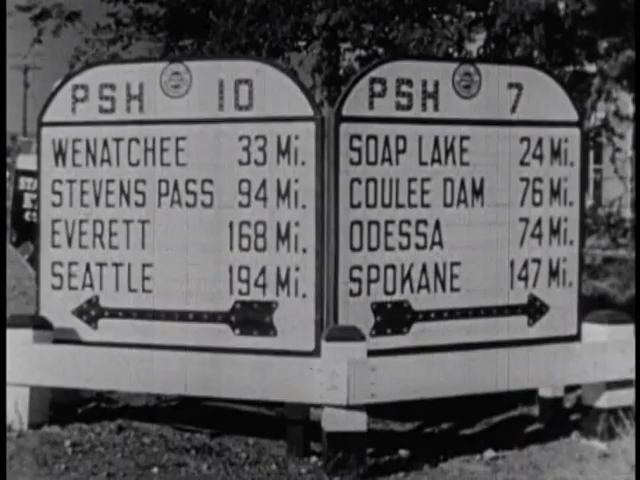 PSH 10
WENATCHEE 33 Mi.
STEVENS PASS 94 Mi.
EVERETT 168 Mi.
SEATTLE 194 Mi.
PSH 7
SOAP LAKE 24 Mi.
COULEE DAM 76 Mi.
ODESSA 74 Mi.
SPOKANE 147 Mi.